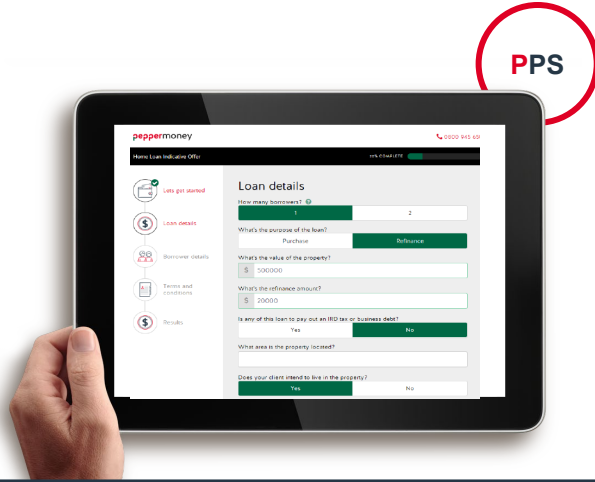 PPS
peppermoney
0800 945 69
Home Loan Indicative Offer
10% COMPLETE
Lets get started
Loan details
Borrower details
Terms and
conditions
Results
Loan details
How many borrowers?
1
2
What's the purpose of the loan?
Purchase
Refinance
What's the value of the property?
$ 500000
What's the refinance amount?
$ 20000
Is any of this loan to pay out an IRD tax or business debt?
Yes
No
What area is the property located?
Does your client intend to live in the property?
Yes
No